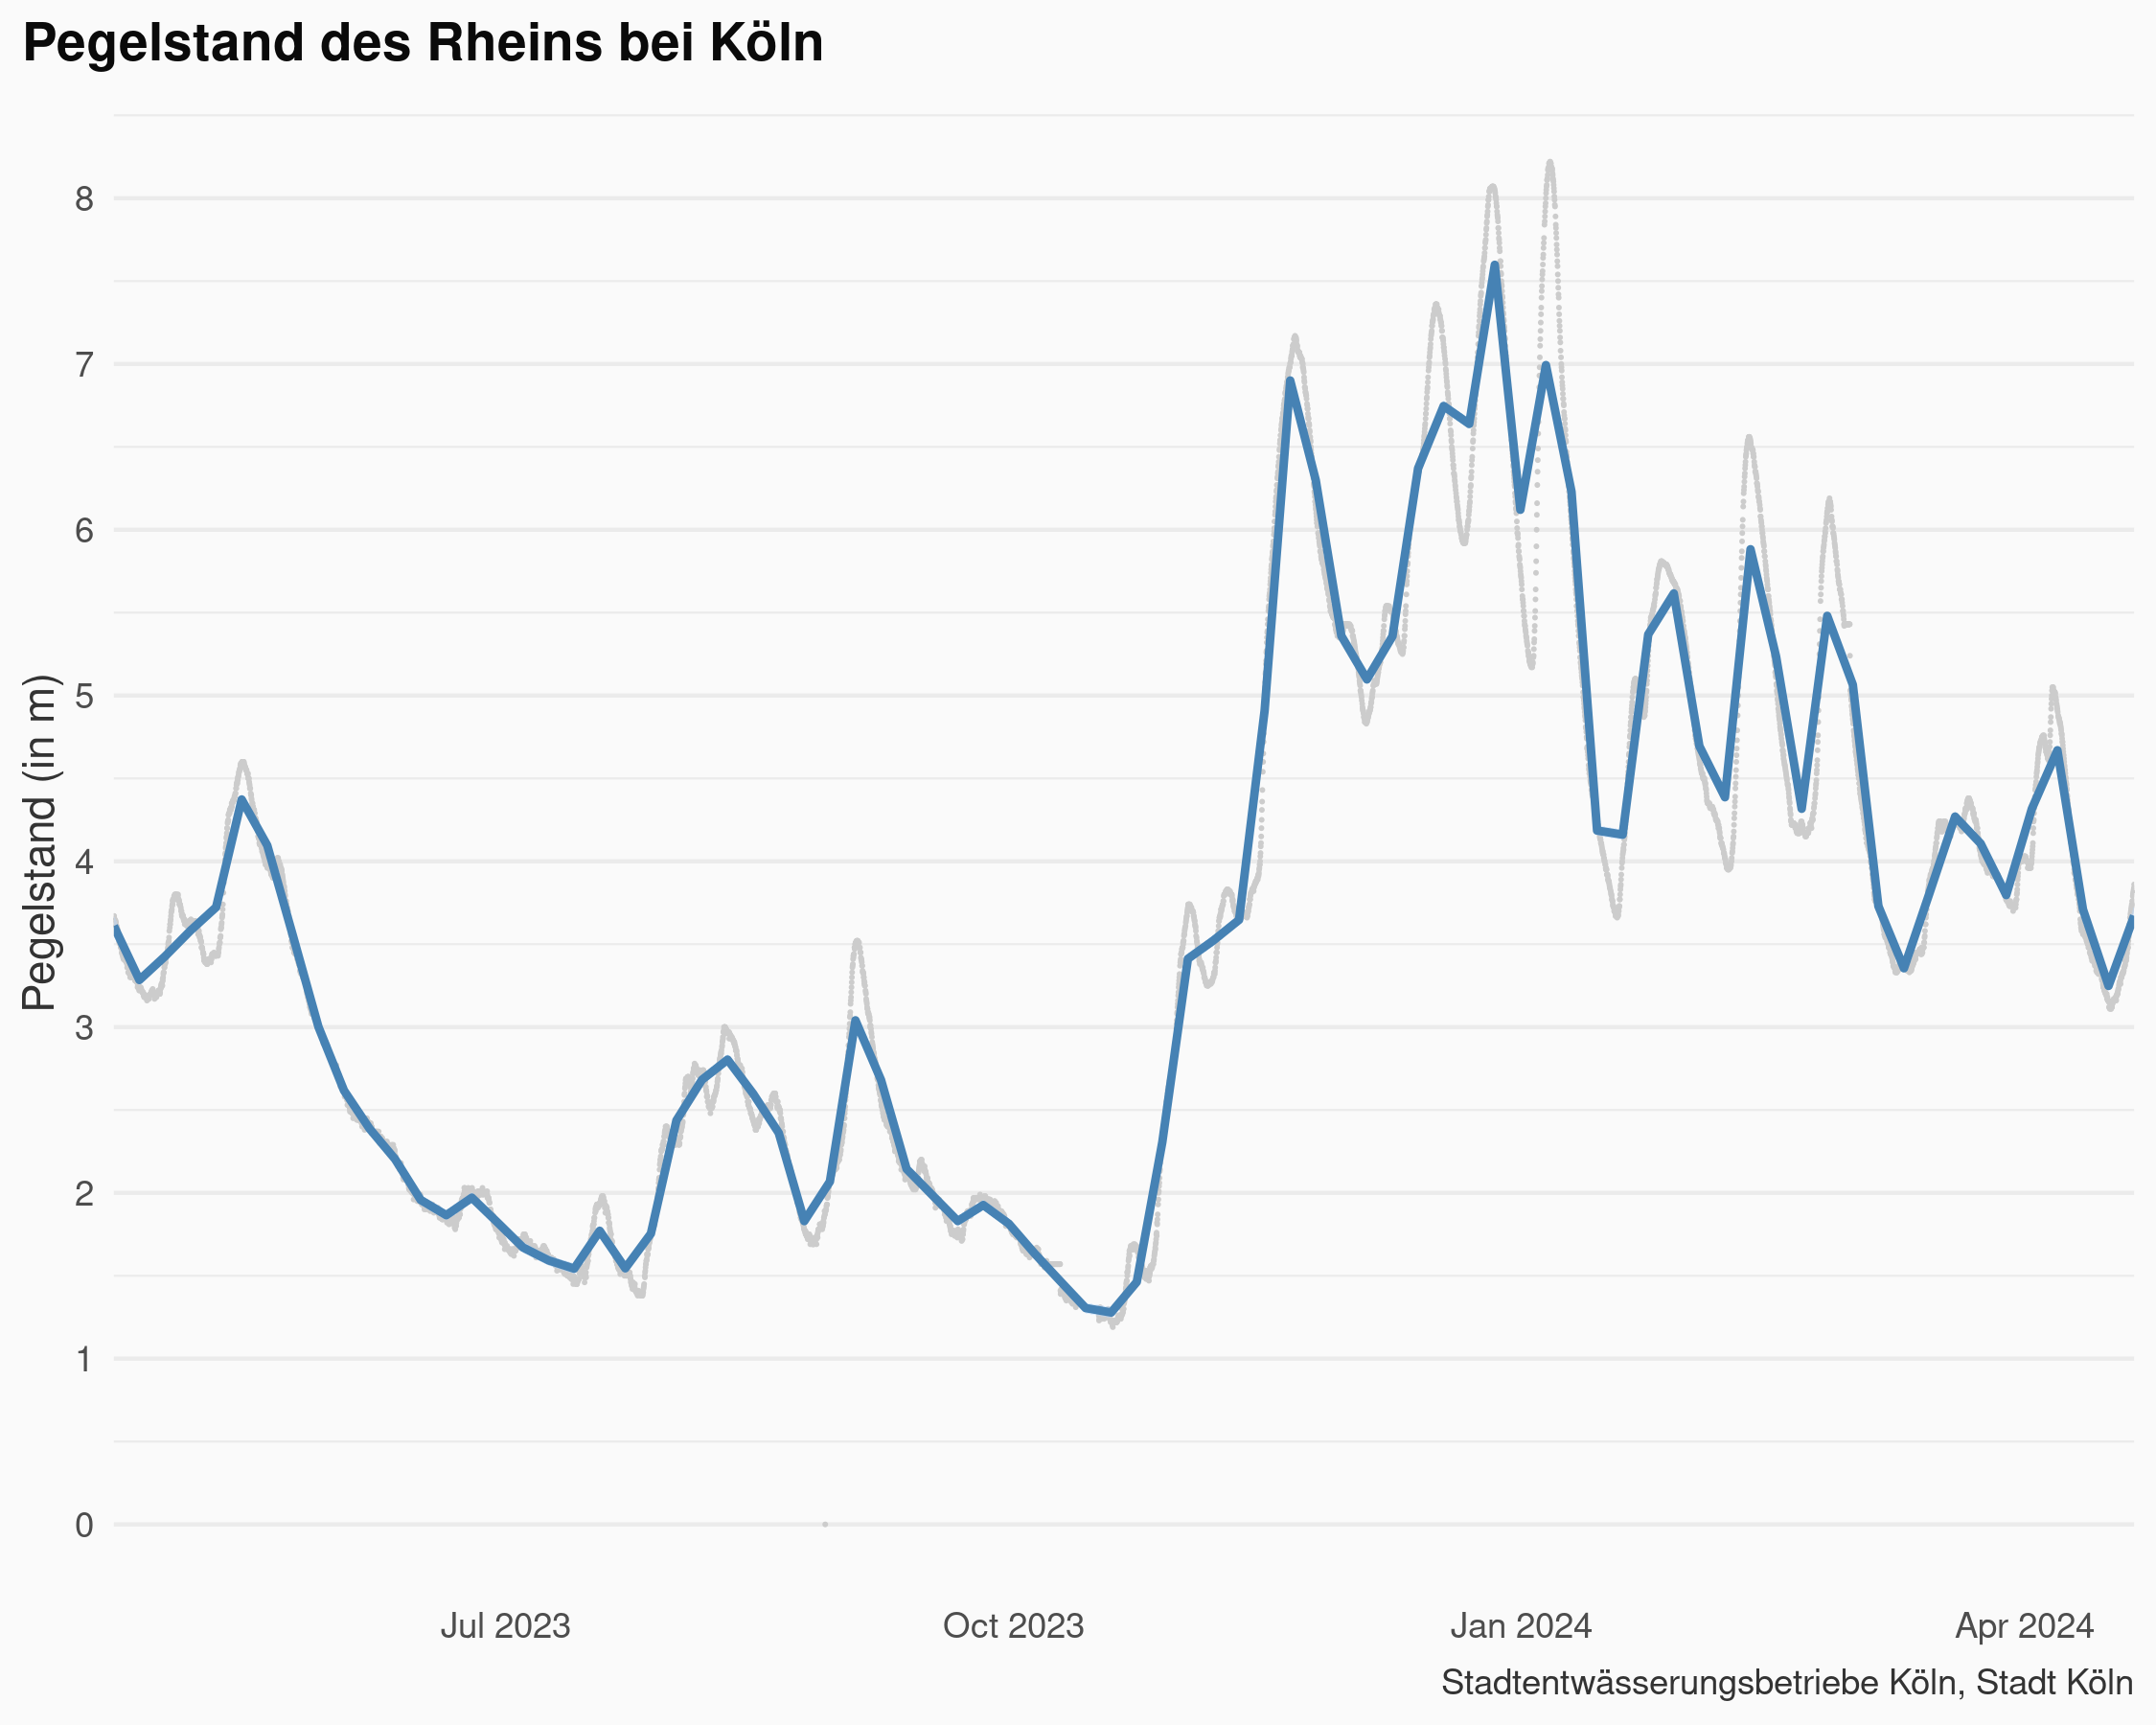 Pegelstand des Rheins bei Köln
Pegelstand (in m)
8
7
6
5
4
3
2
1
0
Jul 2023 Oct 2023 Jan 2024 Apr 2024
Stadtentwässerungsbetriebe Köln, Stadt Köln